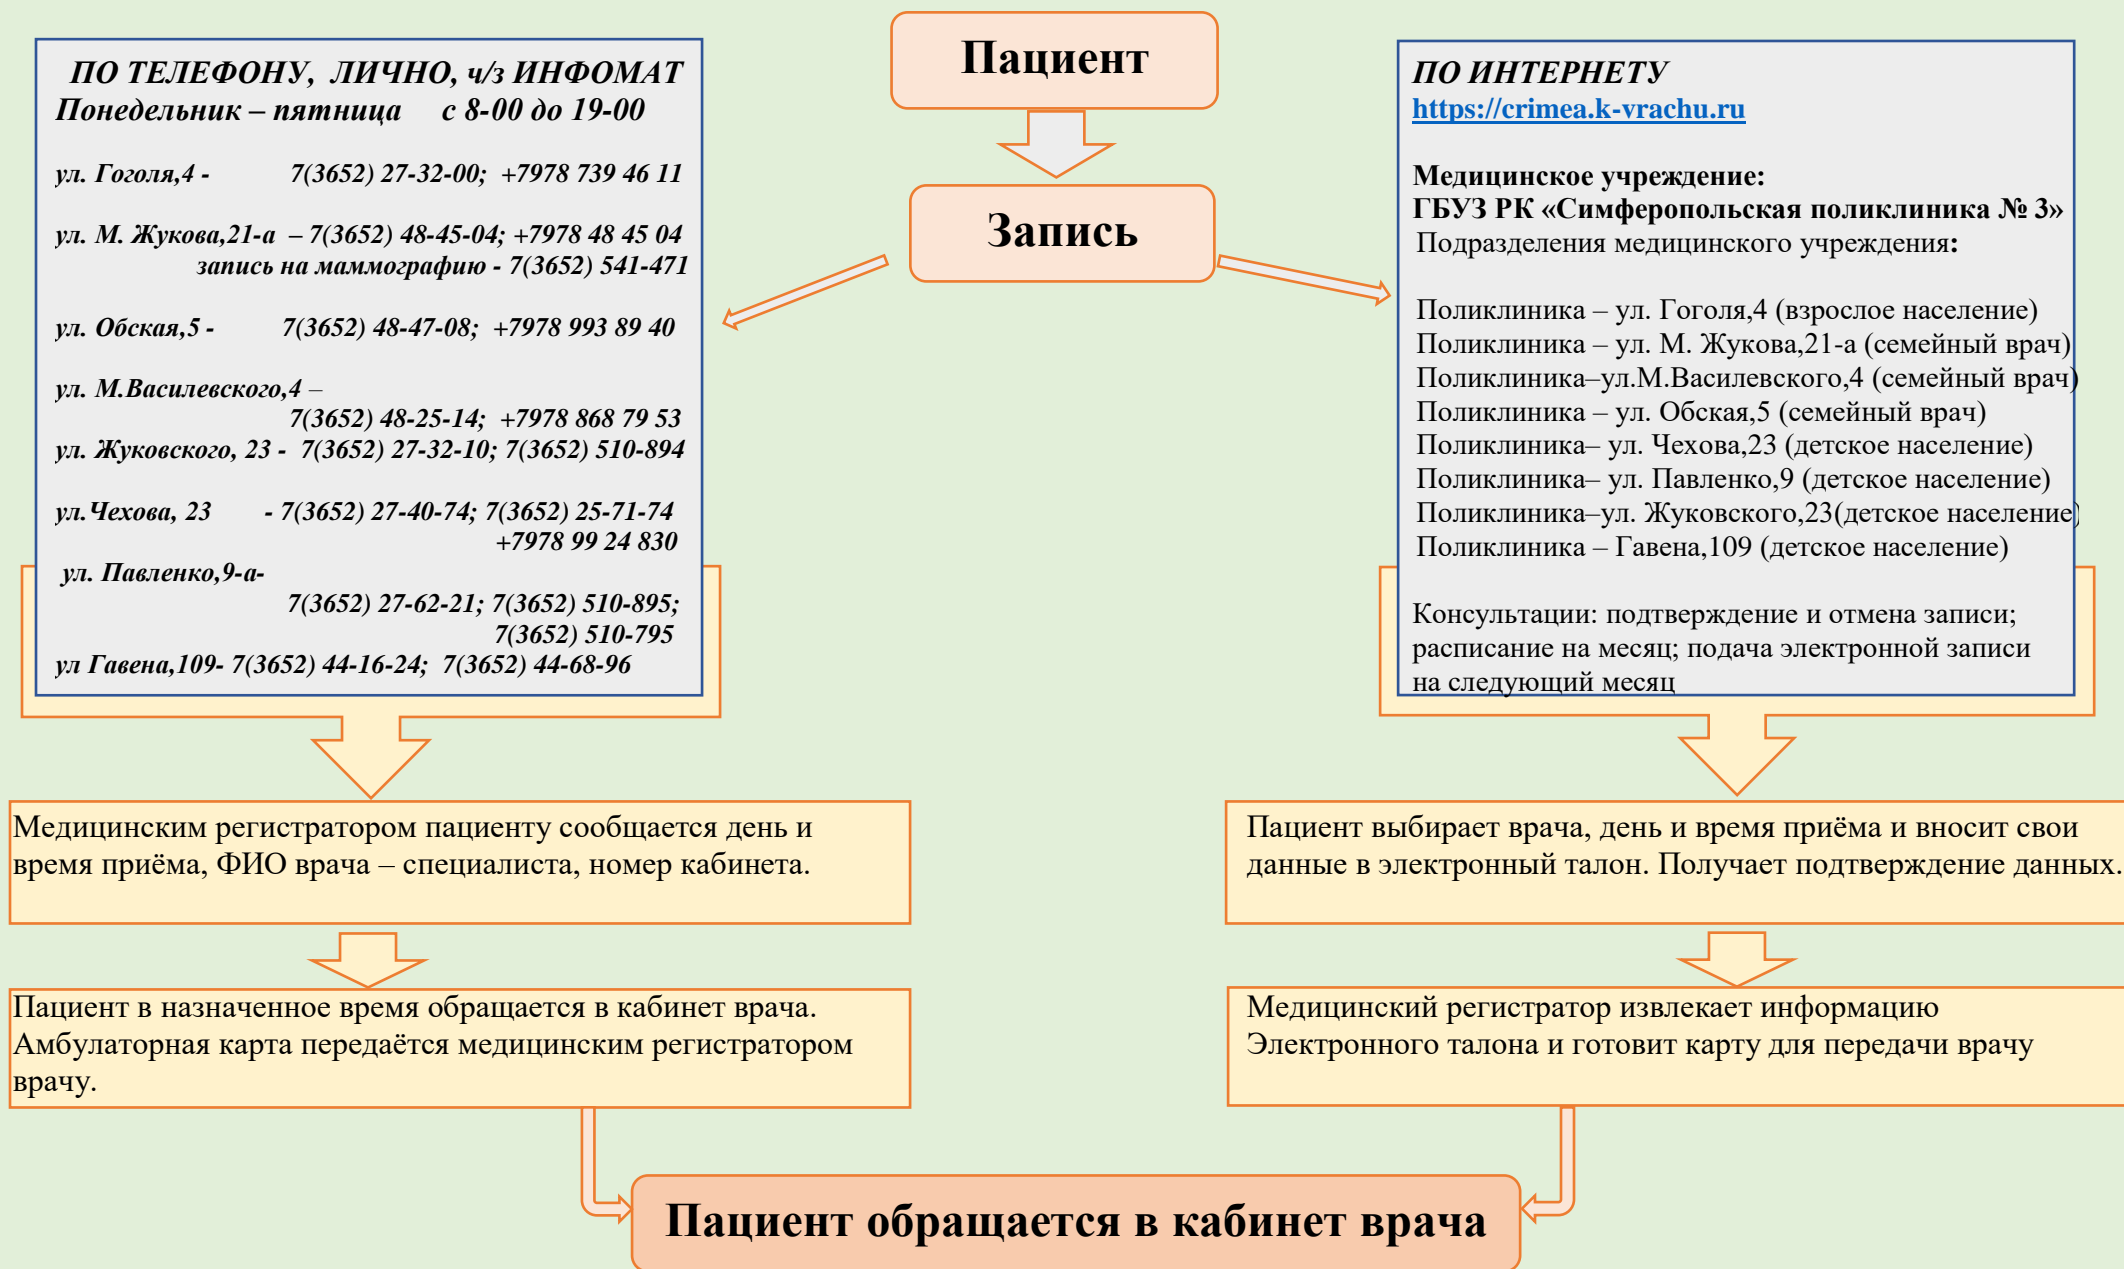 Пациент
Запись
ПО ТЕЛЕФОНУ, ЛИЧНО, ч/з ИНФОМАТ
Понедельник – пятница с 8-00 до 19-00
ул. Гоголя,4 - 7(3652) 27-32-00; +7978 739 46 11
ул. М. Жукова,21-а – 7(3652) 48-45-04; +7978 48 45 04
запись на маммографию - 7(3652) 541-471
ул. Обская,5 - 7(3652) 48-47-08; +7978 993 89 40
ул. М.Василевского,4 –
7(3652) 48-25-14; +7978 868 79 53
ул. Жуковского, 23 - 7(3652) 27-32-10; 7(3652) 510-894
ул.Чехова, 23 - 7(3652) 27-40-74; 7(3652) 25-71-74
+7978 99 24 830
ул. Павленко,9-а-
7(3652) 27-62-21; 7(3652) 510-895;
7(3652) 510-795
ул Гавена,109- 7(3652) 44-16-24; 7(3652) 44-68-96
ПО ИНТЕРНЕТУ
https://crimea.k-vrachu.ru
Медицинское учреждение:
ГБУЗ РК «Симферопольская поликлиника № 3»
Подразделения медицинского учреждения:
Поликлиника – ул. Гоголя,4 (взрослое население)
Поликлиника – ул. М. Жукова,21-а (семейный врач)
Поликлиника–ул.М.Василевского,4 (семейный врач)
Поликлиника – ул. Обская,5 (семейный врач)
Поликлиника– ул. Чехова,23 (детское население)
Поликлиника– ул. Павленко,9 (детское население)
Поликлиника–ул. Жуковского,23(детское население)
Поликлиника – Гавена,109 (детское население)
Консультации: подтверждение и отмена записи;
расписание на месяц; подача электронной записи
на следующий месяц
Медицинским регистратором пациенту сообщается день и
время приёма, ФИО врача – специалиста, номер кабинета.
Пациент в назначенное время обращается в кабинет врача.
Амбулаторная карта передаётся медицинским регистратором
врачу.
Пациент выбирает врача, день и время приёма и вносит свои
данные в электронный талон. Получает подтверждение данных.
Медицинский регистратор извлекает информацию
Электронного талона и готовит карту для передачи врачу
Пациент обращается в кабинет врача